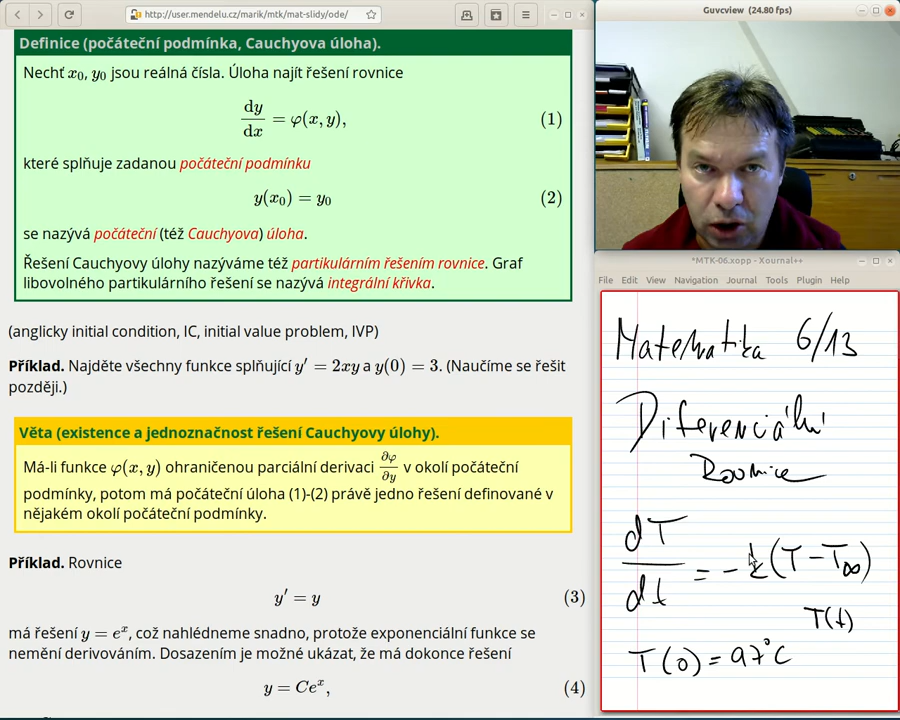 http://user.mendelu.cz/marik/mtk/mat-slidy/ode/
Definice (počáteční podmínka, Cauchyova úloha).
Nechť x₀, y₀ jsou reálná čísla. Úloha najít řešení rovnice
dy/dx = φ(x, y), (1)
které splňuje zadanou počáteční podmínku
y(x₀) = y₀ (2)
se nazývá počáteční (též Cauchyova) úloha.
Řešení Cauchyovy úlohy nazýváme též partikulárním řešením rovnice. Graf
libovolného partikulárního řešení se nazývá integrální křivka.
(anglicky initial condition, IC, initial value problem, IVP)
Příklad. Najděte všechny funkce splňující y′ = 2xy a y(0) = 3. (Naučíme se řešit
později.)
Věta (existence a jednoznačnost řešení Cauchyovy úlohy).
Má-li funkce φ(x, y) ohraničenou parciální derivaci ∂φ/∂y v okolí počáteční
podmínky, potom má počáteční úloha (1)-(2) právě jedno řešení definované v
nějakém okolí počáteční podmínky.
Příklad. Rovnice
y′ = y (3)
má řešení y = eˣ, což nahlédneme snadno, protože exponenciální funkce se
nemění derivováním. Dosazením je možné ukázat, že má dokonce řešení
y = Ceˣ, (4)
Guvcview (24.80 fps)
*MTK-06.xopp - Xournal++
File Edit View Navigation Journal Tools Plugin Help
Matematika 6/13
Diferenciální
Rovnice
dT/dt = -k(T - T∞)
T(t)
T(0) = 97°C